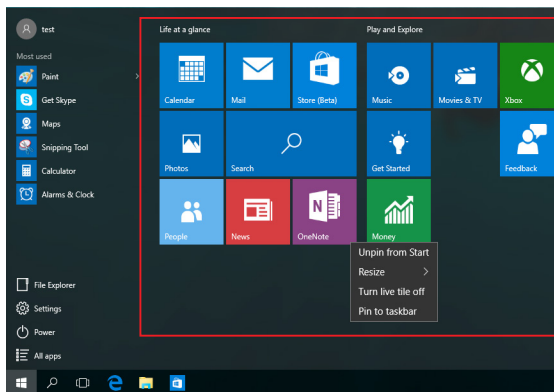 test
Most used
Paint
Get Skype
Maps
Snipping Tool
Calculator
Alarms & Clock
File Explorer
Settings
Power
All apps
Life at a glance
Calendar
Mail
Store (Beta)
Photos
Search
People
News
OneNote
Play and Explore
Music
Movies & TV
Xbox
Get Started
Feedback
Money
Unpin from Start
Resize
Turn live tile off
Pin to taskbar